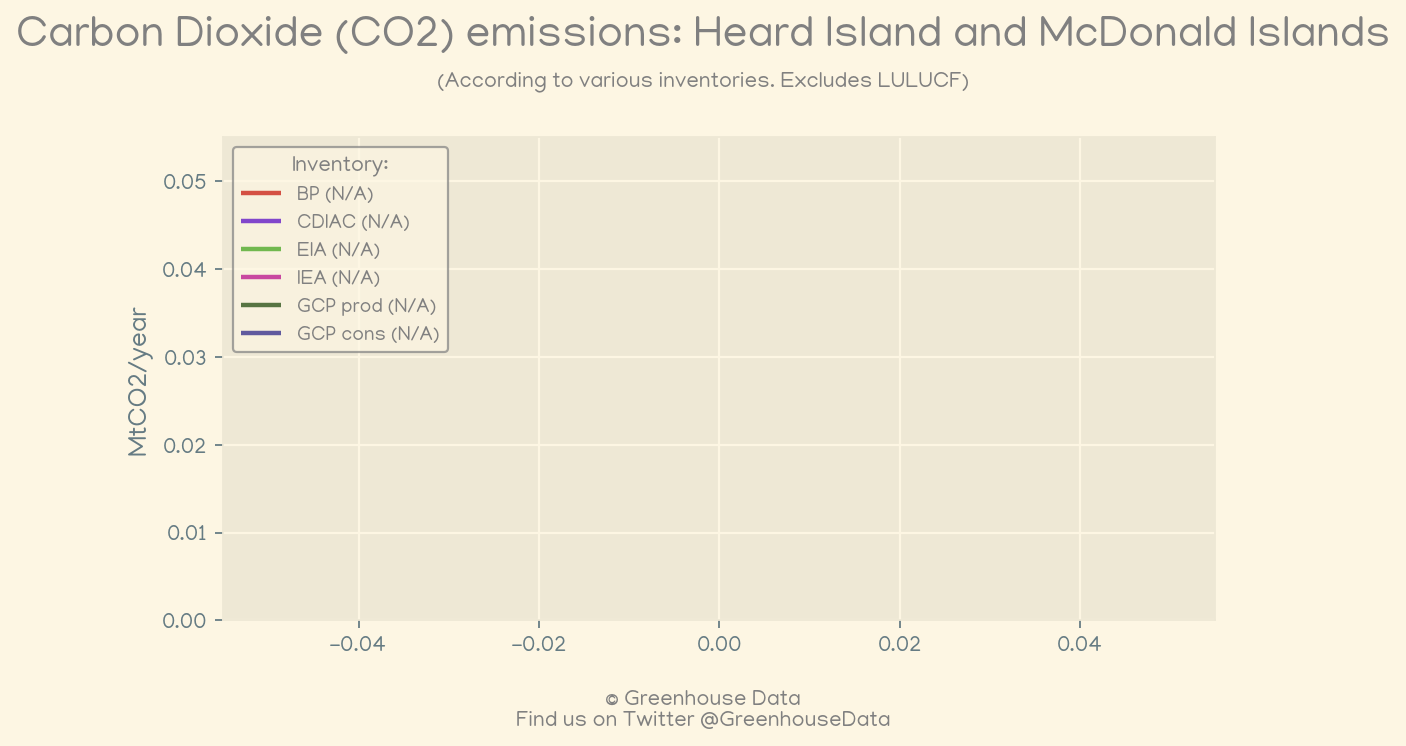 Carbon Dioxide (CO2) emissions: Heard Island and McDonald Islands
(According to various inventories. Excludes LULUCF)
Inventory:
BP (N/A)
CDIAC (N/A)
EIA (N/A)
IEA (N/A)
GCP prod (N/A)
GCP cons (N/A)
MtCO2/year
0.05
0.04
0.03
0.02
0.01
0.00
−0.04
−0.02
0.00
0.02
0.04
© Greenhouse Data
Find us on Twitter @GreenhouseData